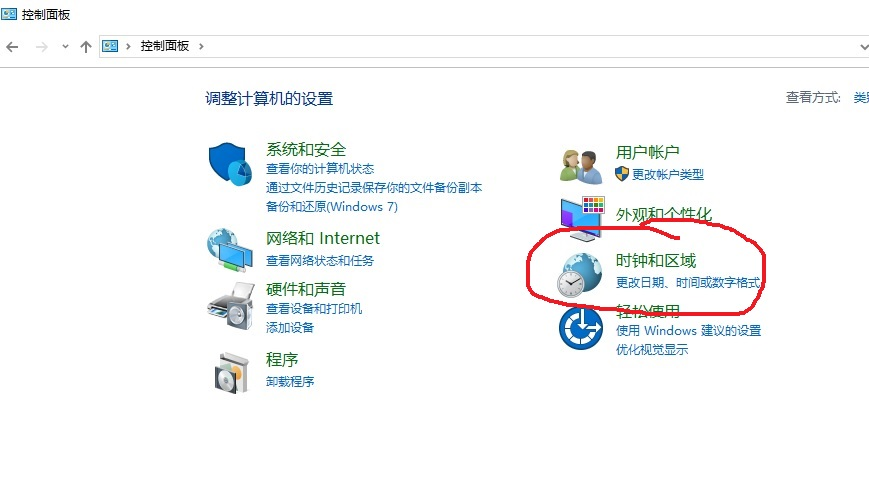 控制面板
控制面板
调整计算机的设置
查看方式:
系统和安全
查看你的计算机状态
通过文件历史记录保存你的文件备份副本
备份和还原(Windows 7)
网络和 Internet
查看网络状态和任务
硬件和声音
查看设备和打印机
添加设备
程序
卸载程序
用户帐户
更改帐户类型
外观和个性化
时钟和区域
更改日期、时间或数字格式
轻松使用
使用 Windows 建议的设置
优化视觉显示